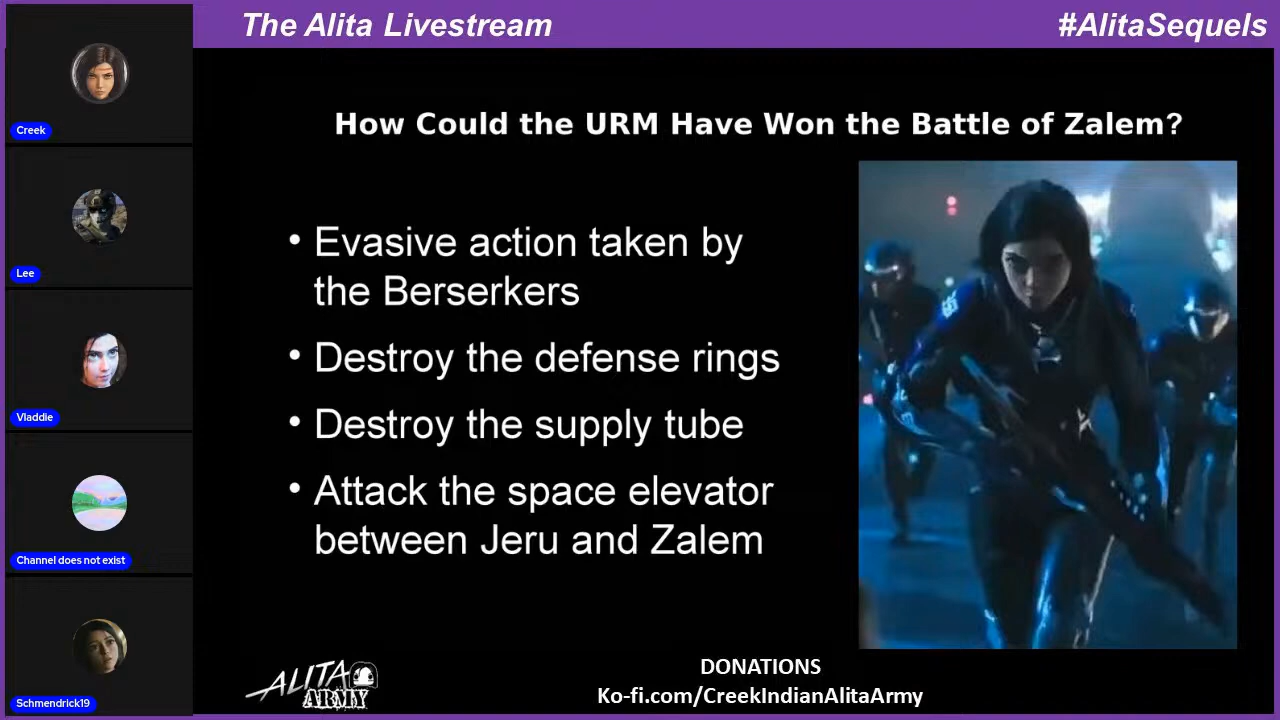 The Alita Livestream
#AlitaSequels
Creek
Lee
Vladdie
Channel does not exist
Schmendrick19
How Could the URM Have Won the Battle of Zalem?
• Evasive action taken by
the Berserkers
• Destroy the defense rings
• Destroy the supply tube
• Attack the space elevator
between Jeru and Zalem
ALITA
ARMY
DONATIONS
Ko-fi.com/CreekIndianAlitaArmy